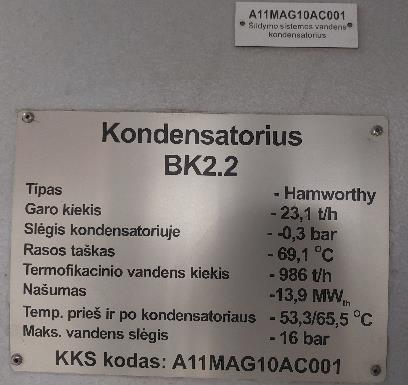 A11MAG10AC001
Šildymo sistemos vandens
kondensatorius
Kondensatorius
BK2.2
Tipas - Hamworthy
Garo kiekis - 23,1 t/h
Slėgis kondensatoriuje - -0,3 bar
Rasos taškas - 69,1 °C
Termofikacinio vandens kiekis - 986 t/h
Našumas -13,9 MWth
Temp. prieš ir po kondensatoriaus - 53,3/65,5 °C
Maks. vandens slėgis - 16 bar
KKS kodas: A11MAG10AC001